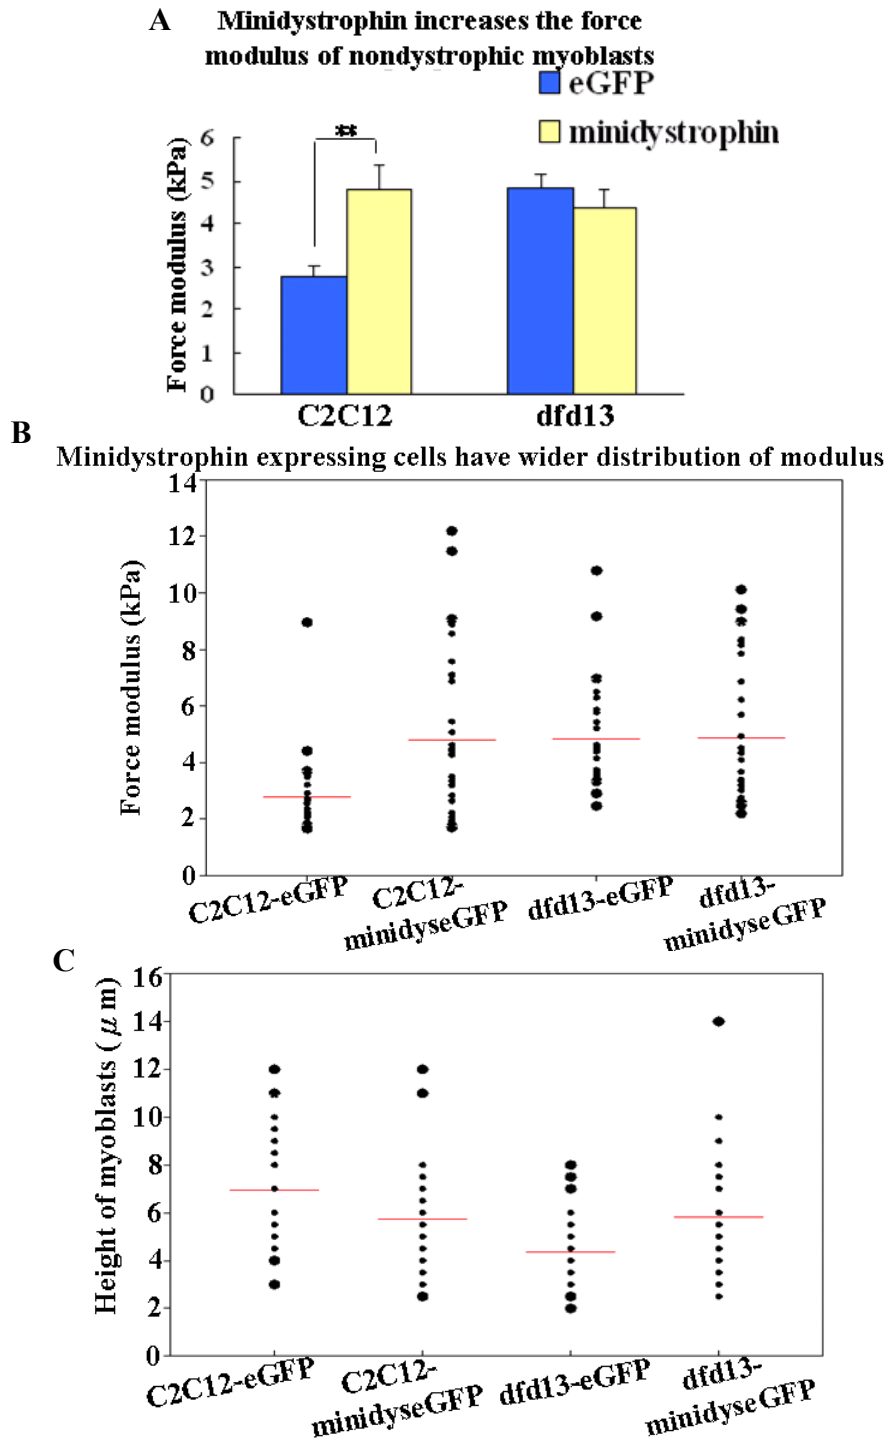 A
Minidystrophin increases the force
modulus of nondystrophic myoblasts
eGFP
minidystrophin
**
Force modulus (kPa)
6
5
4
3
2
1
0
C2C12
dfd13
B
Minidystrophin expressing cells have wider distribution of modulus
Force modulus (kPa)
14
12
10
8
6
4
2
0
C2C12-eGFP
C2C12-
minidyseGFP
dfd13-eGFP
dfd13-
minidyseGFP
C
Height of myoblasts (μm)
16
14
12
10
8
6
4
2
0
C2C12-eGFP
C2C12-
minidyseGFP
dfd13-eGFP
dfd13-
minidyseGFP